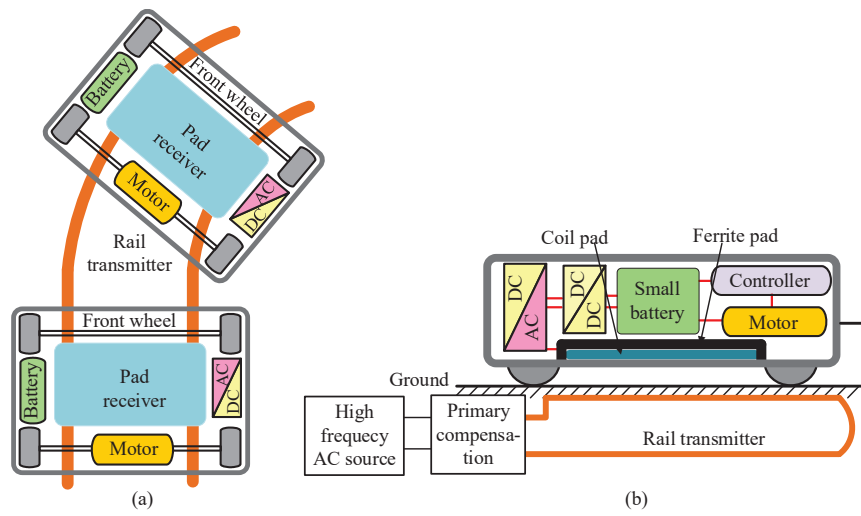 Front wheel
Battery
Pad
receiver
Motor
AC
DC
Rail
transmitter
Front wheel
Battery
Pad
receiver
AC
DC
Motor
(a)
Coil pad
Ferrite pad
DC
AC
DC
DC
Small
battery
Controller
Motor
Ground
High
frequecy
AC source
Primary
compensa-
tion
Rail transmitter
(b)